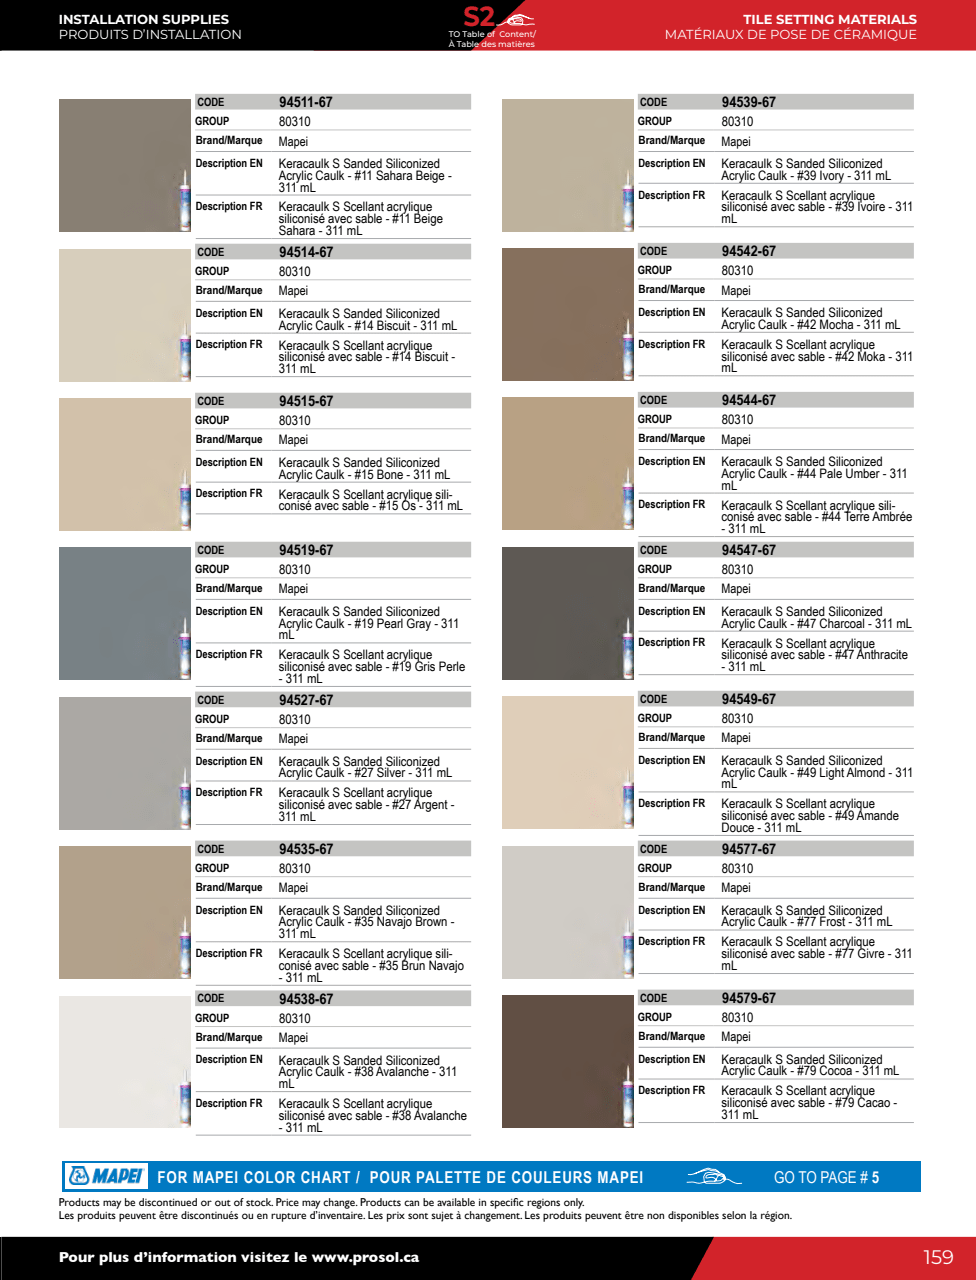 INSTALLATION SUPPLIES
PRODUITS D'INSTALLATION
S2
TO Table of Content/
À Table des matières
TILE SETTING MATERIALS
MATÉRIAUX DE POSE DE CÉRAMIQUE
CODE 94511-67
GROUP 80310
Brand/Marque Mapei
Description EN Keracaulk S Sanded Siliconized
Acrylic Caulk - #11 Sahara Beige -
311 mL
Description FR Keracaulk S Scellant acrylique
siliconisé avec sable - #11 Beige
Sahara - 311 mL
CODE 94514-67
GROUP 80310
Brand/Marque Mapei
Description EN Keracaulk S Sanded Siliconized
Acrylic Caulk - #14 Biscuit - 311 mL
Description FR Keracaulk S Scellant acrylique
siliconisé avec sable - #14 Biscuit -
311 mL
CODE 94515-67
GROUP 80310
Brand/Marque Mapei
Description EN Keracaulk S Sanded Siliconized
Acrylic Caulk - #15 Bone - 311 mL
Description FR Keracaulk S Scellant acrylique sili-
conisé avec sable - #15 Os - 311 mL
CODE 94519-67
GROUP 80310
Brand/Marque Mapei
Description EN Keracaulk S Sanded Siliconized
Acrylic Caulk - #19 Pearl Gray - 311
mL
Description FR Keracaulk S Scellant acrylique
siliconisé avec sable - #19 Gris Perle
- 311 mL
CODE 94527-67
GROUP 80310
Brand/Marque Mapei
Description EN Keracaulk S Sanded Siliconized
Acrylic Caulk - #27 Silver - 311 mL
Description FR Keracaulk S Scellant acrylique
siliconisé avec sable - #27 Argent -
311 mL
CODE 94535-67
GROUP 80310
Brand/Marque Mapei
Description EN Keracaulk S Sanded Siliconized
Acrylic Caulk - #35 Navajo Brown -
311 mL
Description FR Keracaulk S Scellant acrylique sili-
conisé avec sable - #35 Brun Navajo
- 311 mL
CODE 94538-67
GROUP 80310
Brand/Marque Mapei
Description EN Keracaulk S Sanded Siliconized
Acrylic Caulk - #38 Avalanche - 311
mL
Description FR Keracaulk S Scellant acrylique
siliconisé avec sable - #38 Avalanche
- 311 mL
CODE 94539-67
GROUP 80310
Brand/Marque Mapei
Description EN Keracaulk S Sanded Siliconized
Acrylic Caulk - #39 Ivory - 311 mL
Description FR Keracaulk S Scellant acrylique
siliconisé avec sable - #39 Ivoire - 311
mL
CODE 94542-67
GROUP 80310
Brand/Marque Mapei
Description EN Keracaulk S Sanded Siliconized
Acrylic Caulk - #42 Mocha - 311 mL
Description FR Keracaulk S Scellant acrylique
siliconisé avec sable - #42 Moka - 311
mL
CODE 94544-67
GROUP 80310
Brand/Marque Mapei
Description EN Keracaulk S Sanded Siliconized
Acrylic Caulk - #44 Pale Umber - 311
mL
Description FR Keracaulk S Scellant acrylique sili-
conisé avec sable - #44 Terre Ambrée
- 311 mL
CODE 94547-67
GROUP 80310
Brand/Marque Mapei
Description EN Keracaulk S Sanded Siliconized
Acrylic Caulk - #47 Charcoal - 311 mL
Description FR Keracaulk S Scellant acrylique
siliconisé avec sable - #47 Anthracite
- 311 mL
CODE 94549-67
GROUP 80310
Brand/Marque Mapei
Description EN Keracaulk S Sanded Siliconized
Acrylic Caulk - #49 Light Almond - 311
mL
Description FR Keracaulk S Scellant acrylique
siliconisé avec sable - #49 Amande
Douce - 311 mL
CODE 94577-67
GROUP 80310
Brand/Marque Mapei
Description EN Keracaulk S Sanded Siliconized
Acrylic Caulk - #77 Frost - 311 mL
Description FR Keracaulk S Scellant acrylique
siliconisé avec sable - #77 Givre - 311
mL
CODE 94579-67
GROUP 80310
Brand/Marque Mapei
Description EN Keracaulk S Sanded Siliconized
Acrylic Caulk - #79 Cocoa - 311 mL
Description FR Keracaulk S Scellant acrylique
siliconisé avec sable - #79 Cacao -
311 mL
MAPEI FOR MAPEI COLOR CHART / POUR PALETTE DE COULEURS MAPEI GO TO PAGE # 5
Products may be discontinued or out of stock. Price may change. Products can be available in specific regions only.
Les produits peuvent être discontinués ou en rupture d'inventaire. Les prix sont sujet à changement. Les produits peuvent être non disponibles selon la région.
Pour plus d'information visitez le www.prosol.ca
159